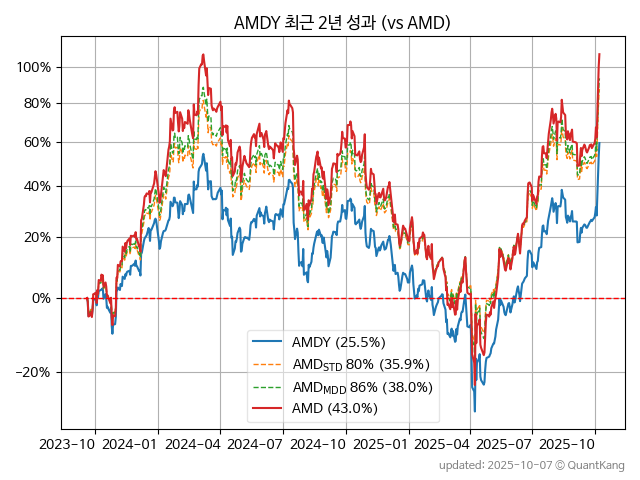 AMDY 최근 2년 성과 (vs AMD)
100%
80%
60%
40%
20%
0%
−20%
AMDY (25.5%)
AMD_STD 80% (35.9%)
AMD_MDD 86% (38.0%)
AMD (43.0%)
2023-10 2024-01 2024-04 2024-07 2024-10 2025-01 2025-04 2025-07 2025-10
updated: 2025-10-07 © QuantKang